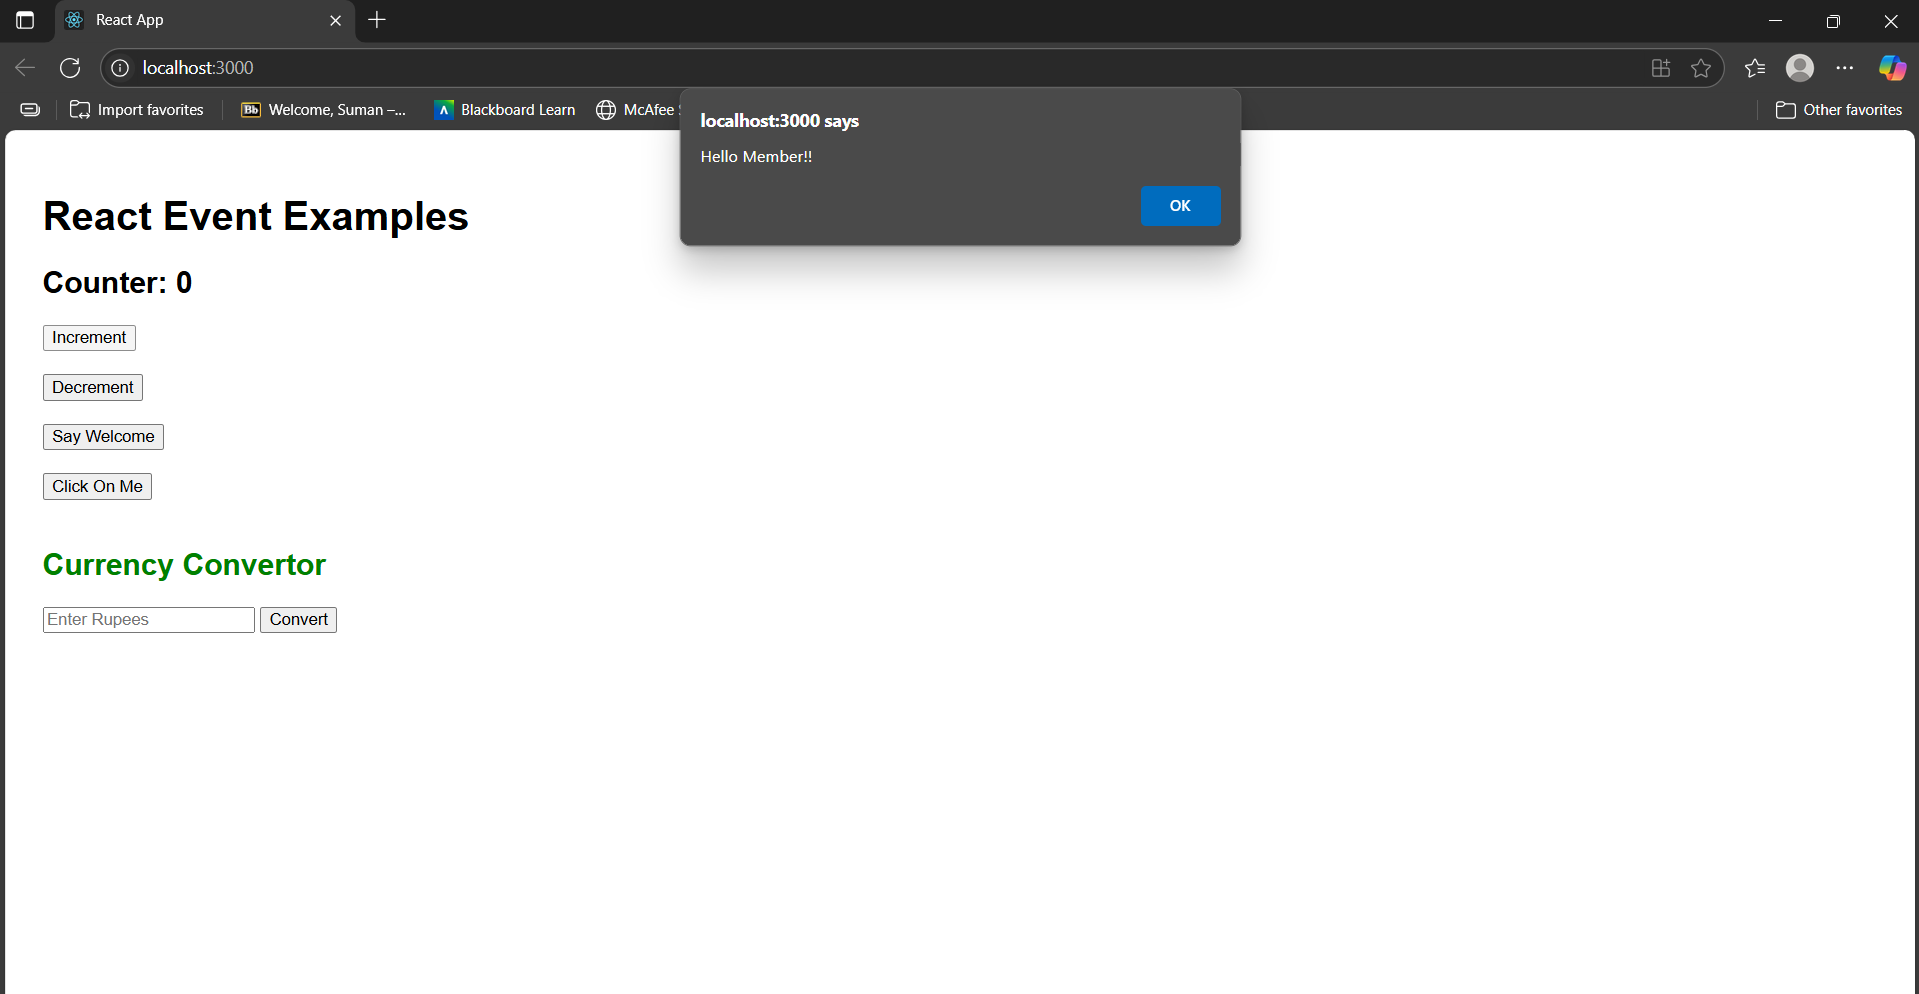 React App
localhost:3000
Import favorites
Bb Welcome, Suman –...
Blackboard Learn
McAfee
Other favorites
localhost:3000 says
Hello Member!!
OK
React Event Examples
Counter: 0
Increment
Decrement
Say Welcome
Click On Me
Currency Convertor
Enter Rupees
Convert